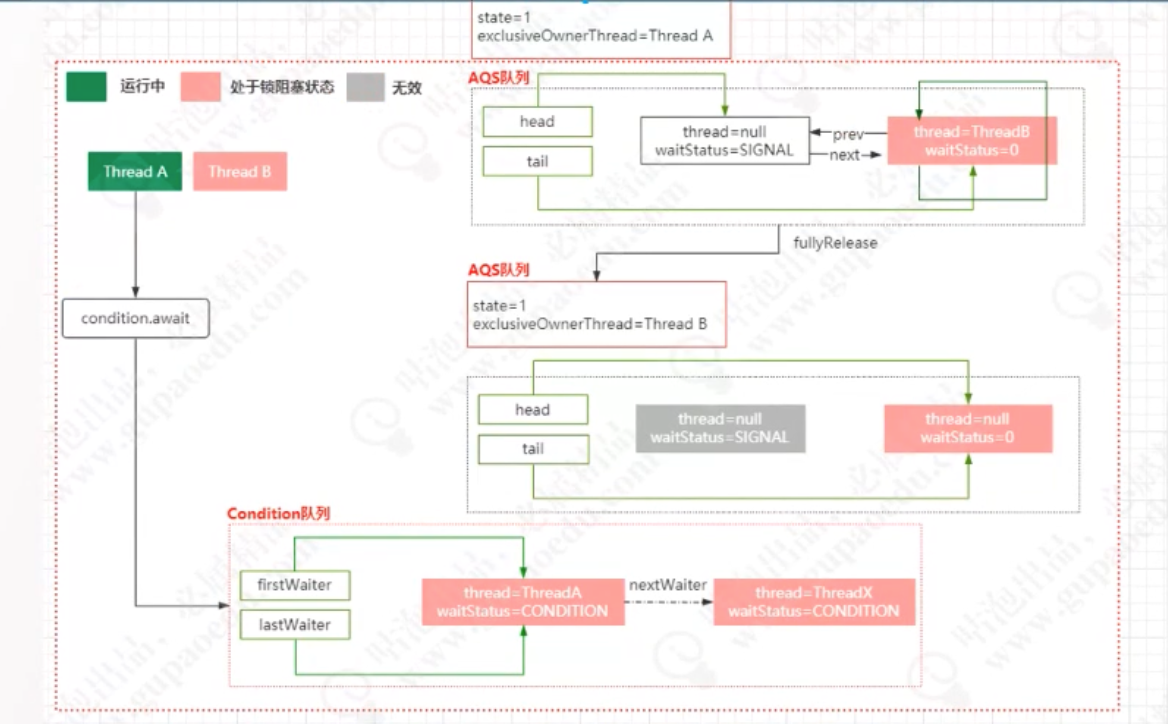 state=1
exclusiveOwnerThread=Thread A
运行中
处于锁阻塞状态
无效
AQS队列
head
tail
thread=null
waitStatus=SIGNAL
prev
next
thread=ThreadB
waitStatus=0
Thread A
Thread B
fullyRelease
AQS队列
state=1
exclusiveOwnerThread=Thread B
condition.await
head
tail
thread=null
waitStatus=SIGNAL
thread=null
waitStatus=0
Condition队列
firstWaiter
lastWaiter
thread=ThreadA
waitStatus=CONDITION
nextWaiter
thread=ThreadX
waitStatus=CONDITION
www.gupaoedu.com